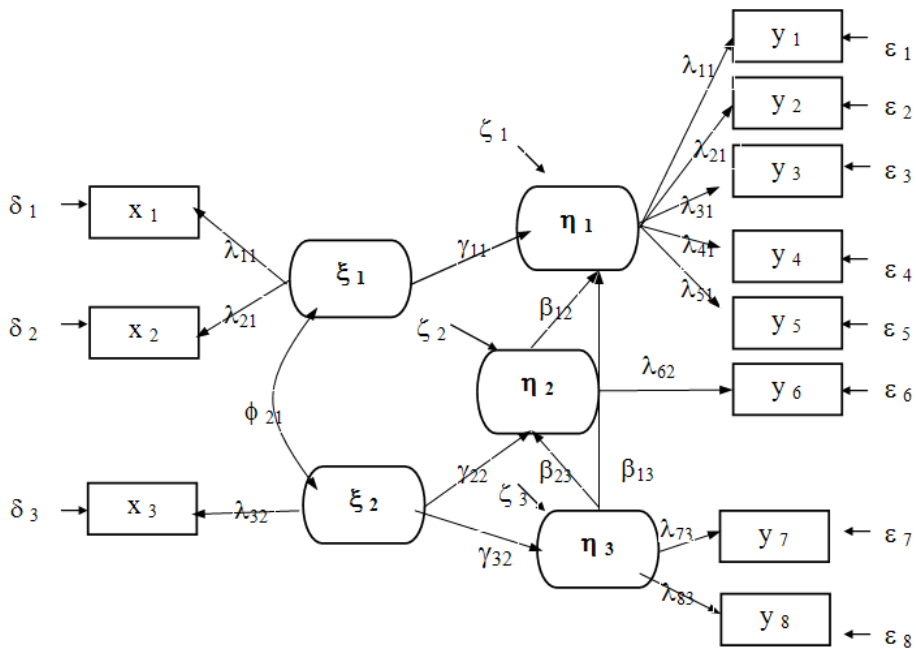 y 1
ε 1
λ11
y 2
ε 2
ζ 1
λ21
y 3
ε 3
δ 1
x 1
η 1
λ31
λ11
γ11
λ41
y 4
ε 4
ξ 1
λ51
δ 2
x 2
λ21
β12
y 5
ε 5
ζ 2
λ62
η 2
y 6
ε 6
ϕ 21
γ22
β23
β13
δ 3
x 3
λ32
ξ 2
ζ 3
λ73
y 7
ε 7
γ32
η 3
λ83
y 8
ε 8